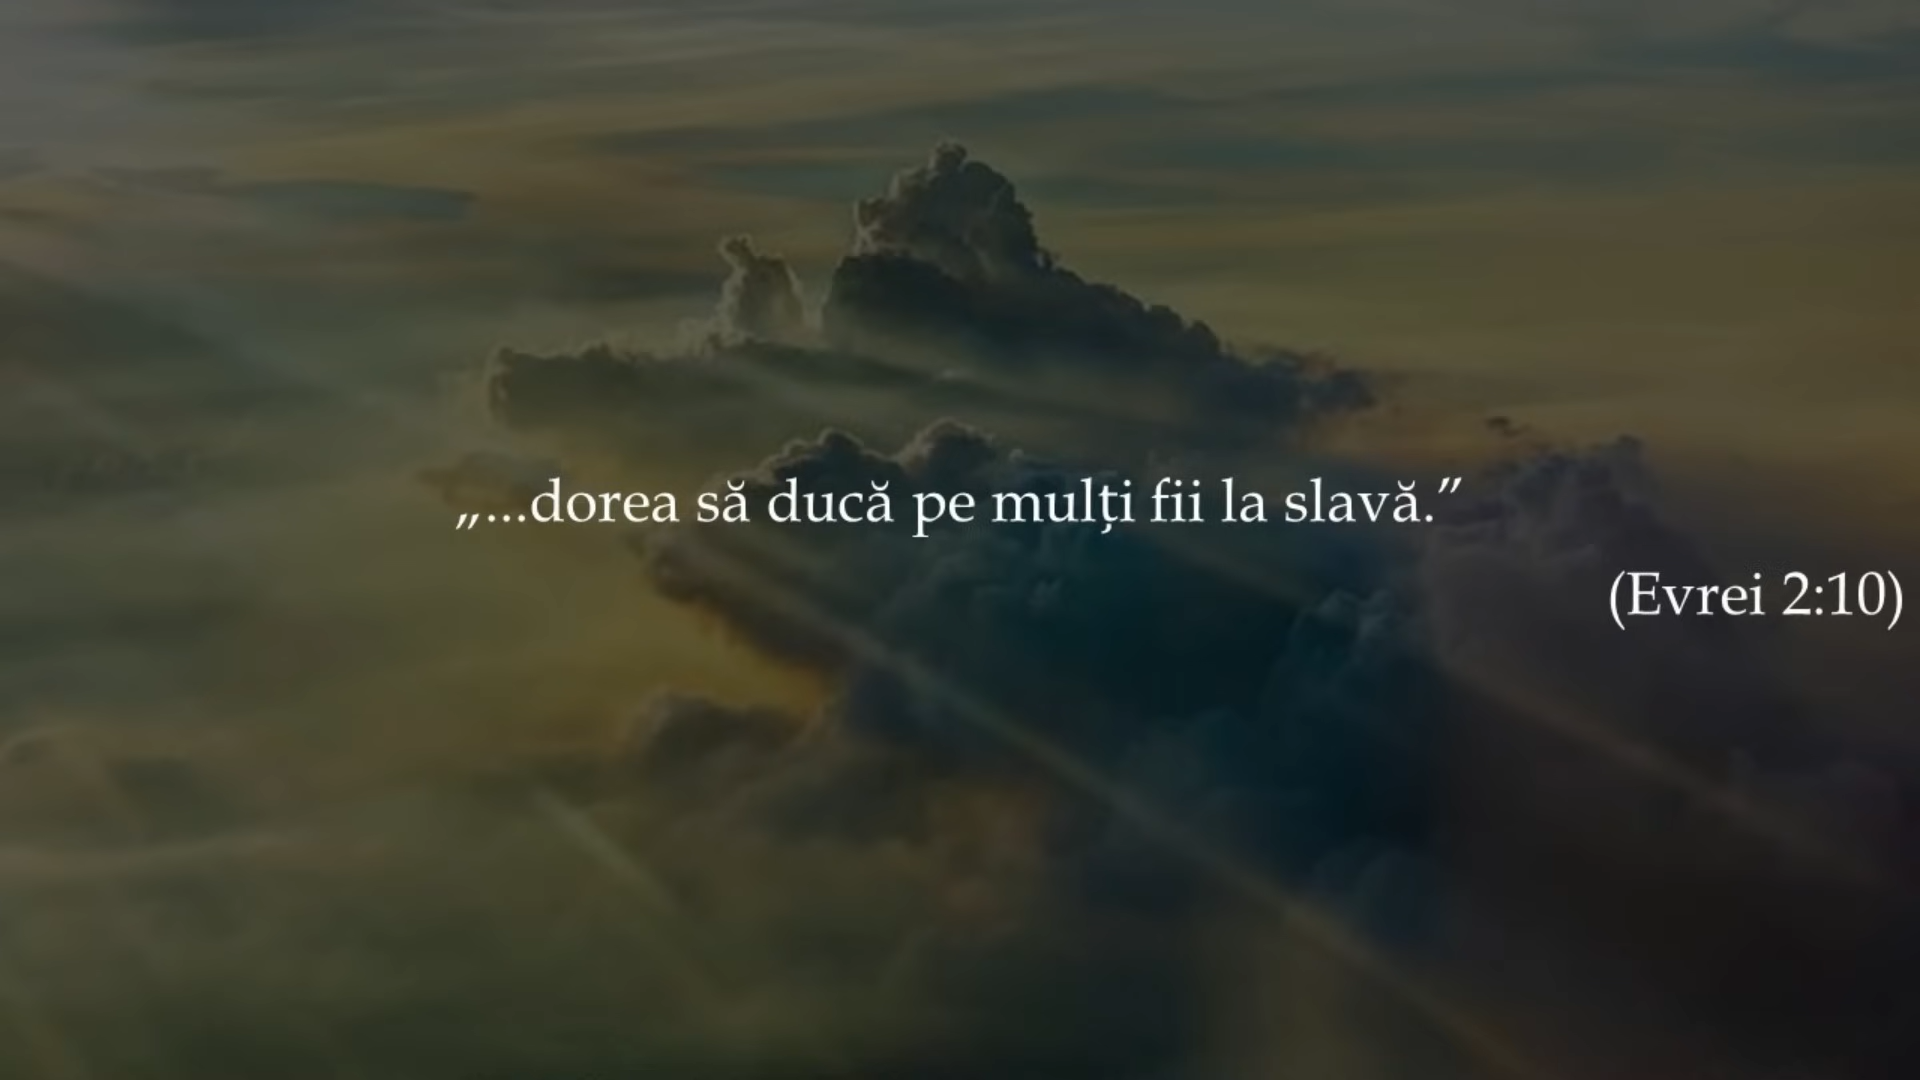 „...dorea să ducă pe mulți fii la slavă.”
(Evrei 2:10)